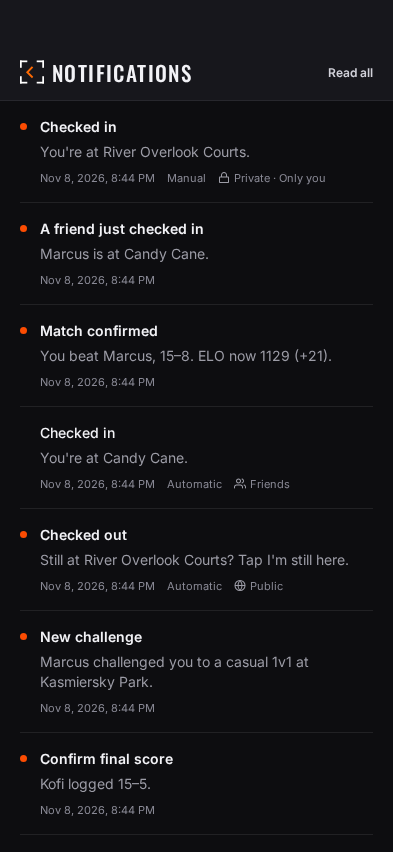 NOTIFICATIONS
Read all
Checked in
You're at River Overlook Courts.
Nov 8, 2026, 8:44 PM Manual Private · Only you
A friend just checked in
Marcus is at Candy Cane.
Nov 8, 2026, 8:44 PM
Match confirmed
You beat Marcus, 15–8. ELO now 1129 (+21).
Nov 8, 2026, 8:44 PM
Checked in
You're at Candy Cane.
Nov 8, 2026, 8:44 PM Automatic Friends
Checked out
Still at River Overlook Courts? Tap I'm still here.
Nov 8, 2026, 8:44 PM Automatic Public
New challenge
Marcus challenged you to a casual 1v1 at
Kasmiersky Park.
Nov 8, 2026, 8:44 PM
Confirm final score
Kofi logged 15–5.
Nov 8, 2026, 8:44 PM